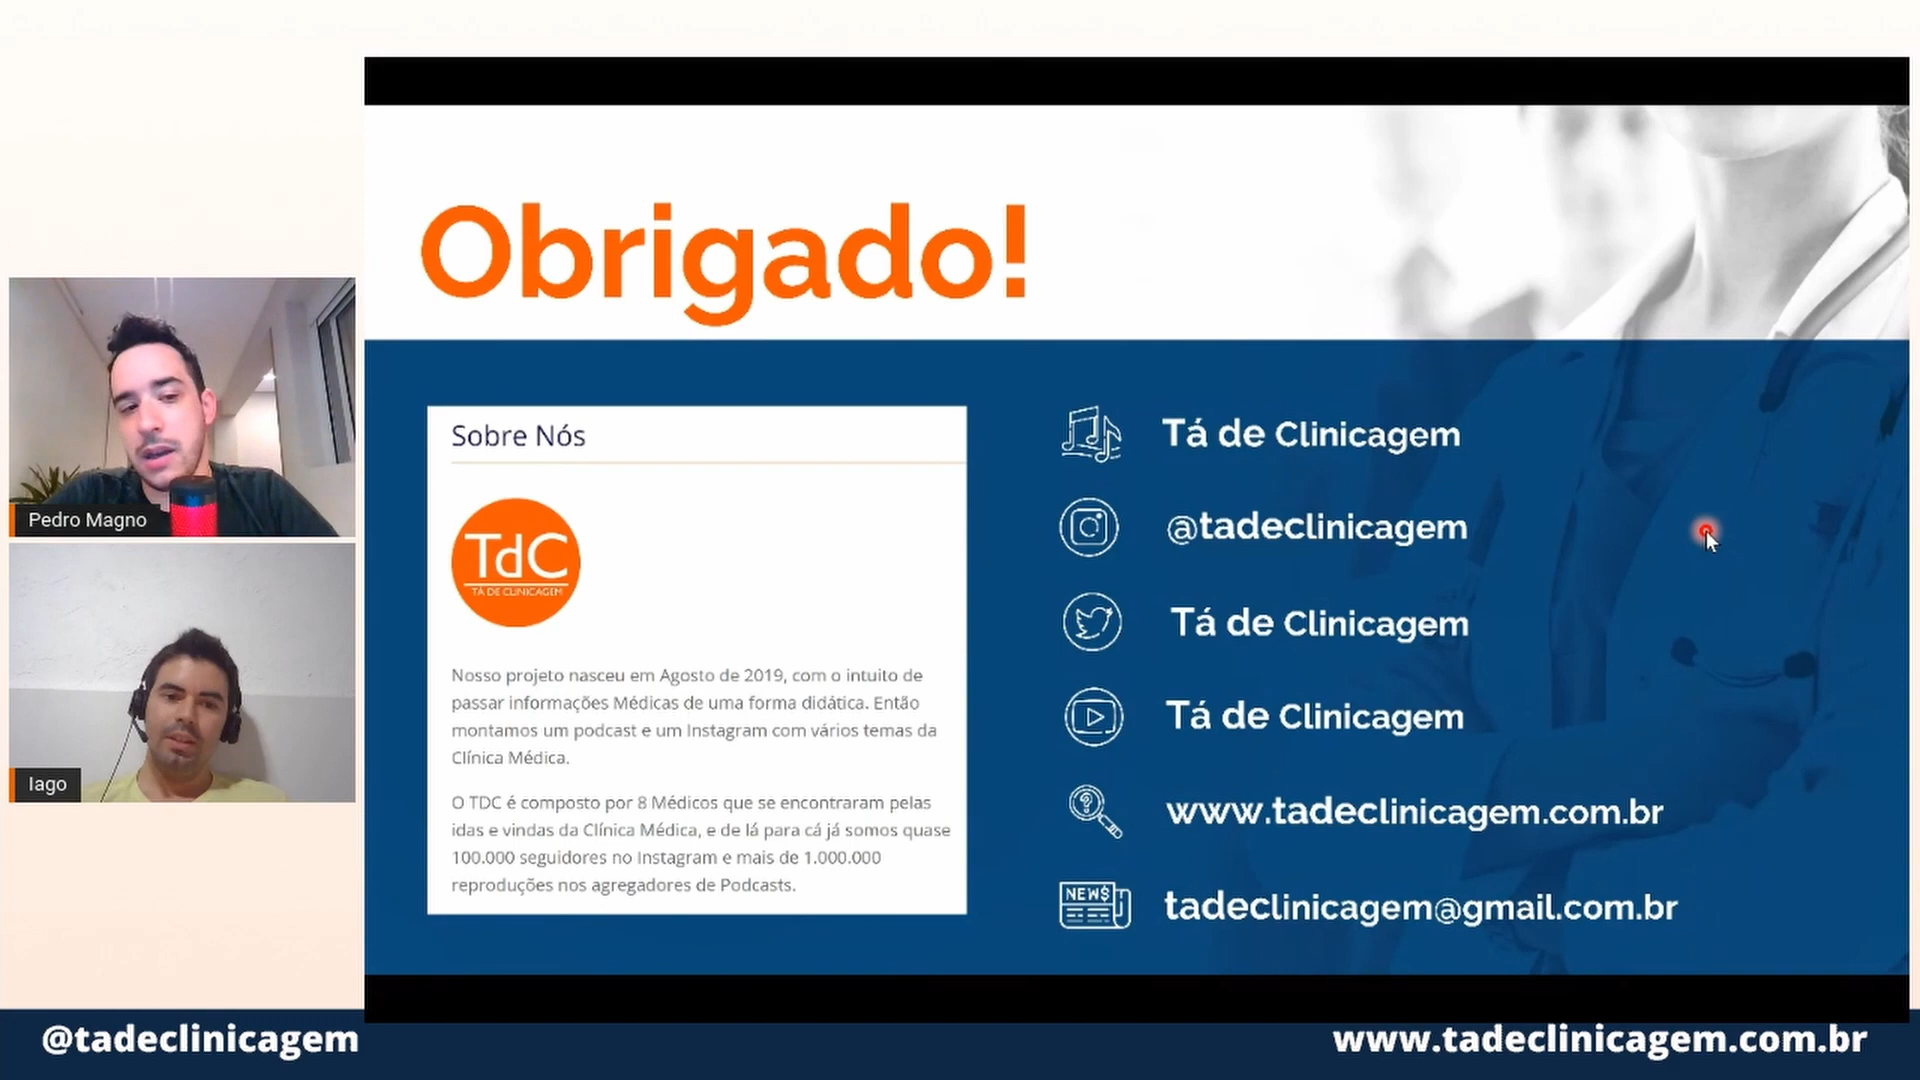 Obrigado!
Pedro Magno
Iago
Sobre Nós
TdC
TÁ DE CLINICAGEM
Nosso projeto nasceu em Agosto de 2019, com o intuito de
passar informações Médicas de uma forma didática. Então
montamos um podcast e um Instagram com vários temas da
Clínica Médica.
O TDC é composto por 8 Médicos que se encontraram pelas
idas e vindas da Clínica Médica, e de lá para cá já somos quase
100.000 seguidores no Instagram e mais de 1.000.000
reproduções nos agregadores de Podcasts.
Tá de Clinicagem
@tadeclinicagem
Tá de Clinicagem
Tá de Clinicagem
www.tadeclinicagem.com.br
NEWS
tadeclinicagem@gmail.com.br
@tadeclinicagem
www.tadeclinicagem.com.br